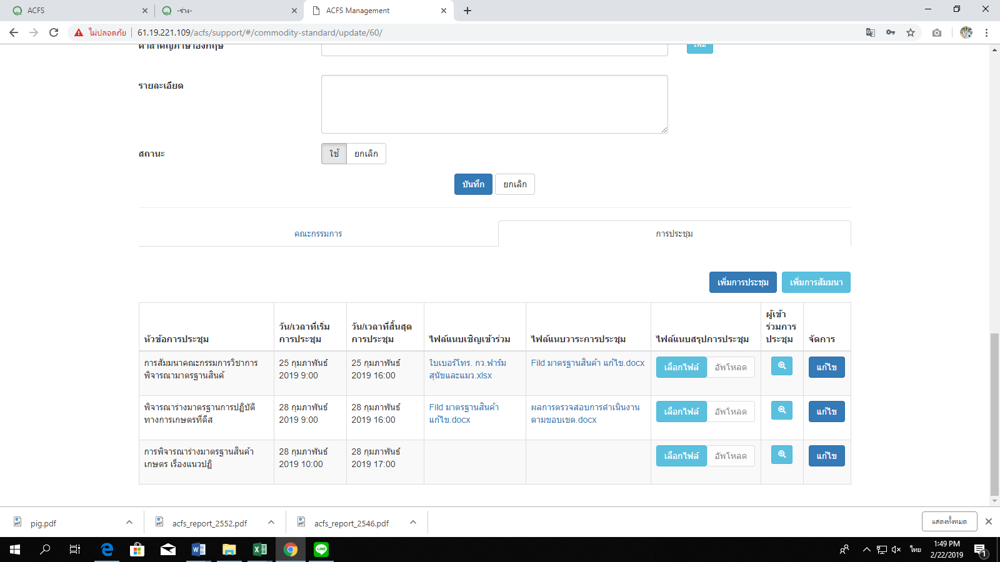 ACFS
-ร่าง-
ACFS Management
ไม่ปลอดภัย
61.19.221.109/acfs/support/#/commodity-standard/update/60/
คำสำคัญภาษาอังกฤษ
เพิ่ม
รายละเอียด
สถานะ
ใช้
ยกเลิก
บันทึก
ยกเลิก
คณะกรรมการ
การประชุม
เพิ่มการประชุม
เพิ่มการสัมมนา
หัวข้อการประชุม
วัน/เวลาที่เริ่ม
การประชุม
วัน/เวลาที่สิ้นสุด
การประชุม
ไฟล์แนบเชิญเข้าร่วม
ไฟล์แนบวาระการประชุม
ไฟล์แนบสรุปการประชุม
ผู้เข้า
ร่วมการ
ประชุม
จัดการ
การสัมมนาคณะกรรมการวิชาการ
พิจารณามาตรฐานสินค้
25 กุมภาพันธ์
2019 9:00
25 กุมภาพันธ์
2019 16:00
ใบเบอร์โทร. กว.ฟาร์ม
สุนัขและแมว.xlsx
Fild มาตรฐานสินค้า แก้ไข.docx
เลือกไฟล์
อัพโหลด
แก้ไข
พิจารณาร่างมาตรฐานการปฏิบัติ
ทางการเกษตรที่ดีส
28 กุมภาพันธ์
2019 9:00
28 กุมภาพันธ์
2019 16:00
Fild มาตรฐานสินค้า
แก้ไข.docx
ผลการตรวจสอบการดำเนินงาน
ตามขอบเขต.docx
เลือกไฟล์
อัพโหลด
แก้ไข
การพิจารณาร่างมาตรฐานสินค้า
เกษตร เรื่องแนวปฏิ
28 กุมภาพันธ์
2019 10:00
28 กุมภาพันธ์
2019 17:00
เลือกไฟล์
อัพโหลด
แก้ไข
pig.pdf
acfs_report_2552.pdf
acfs_report_2546.pdf
แสดงทั้งหมด
ไทย
1:49 PM
2/22/2019
1